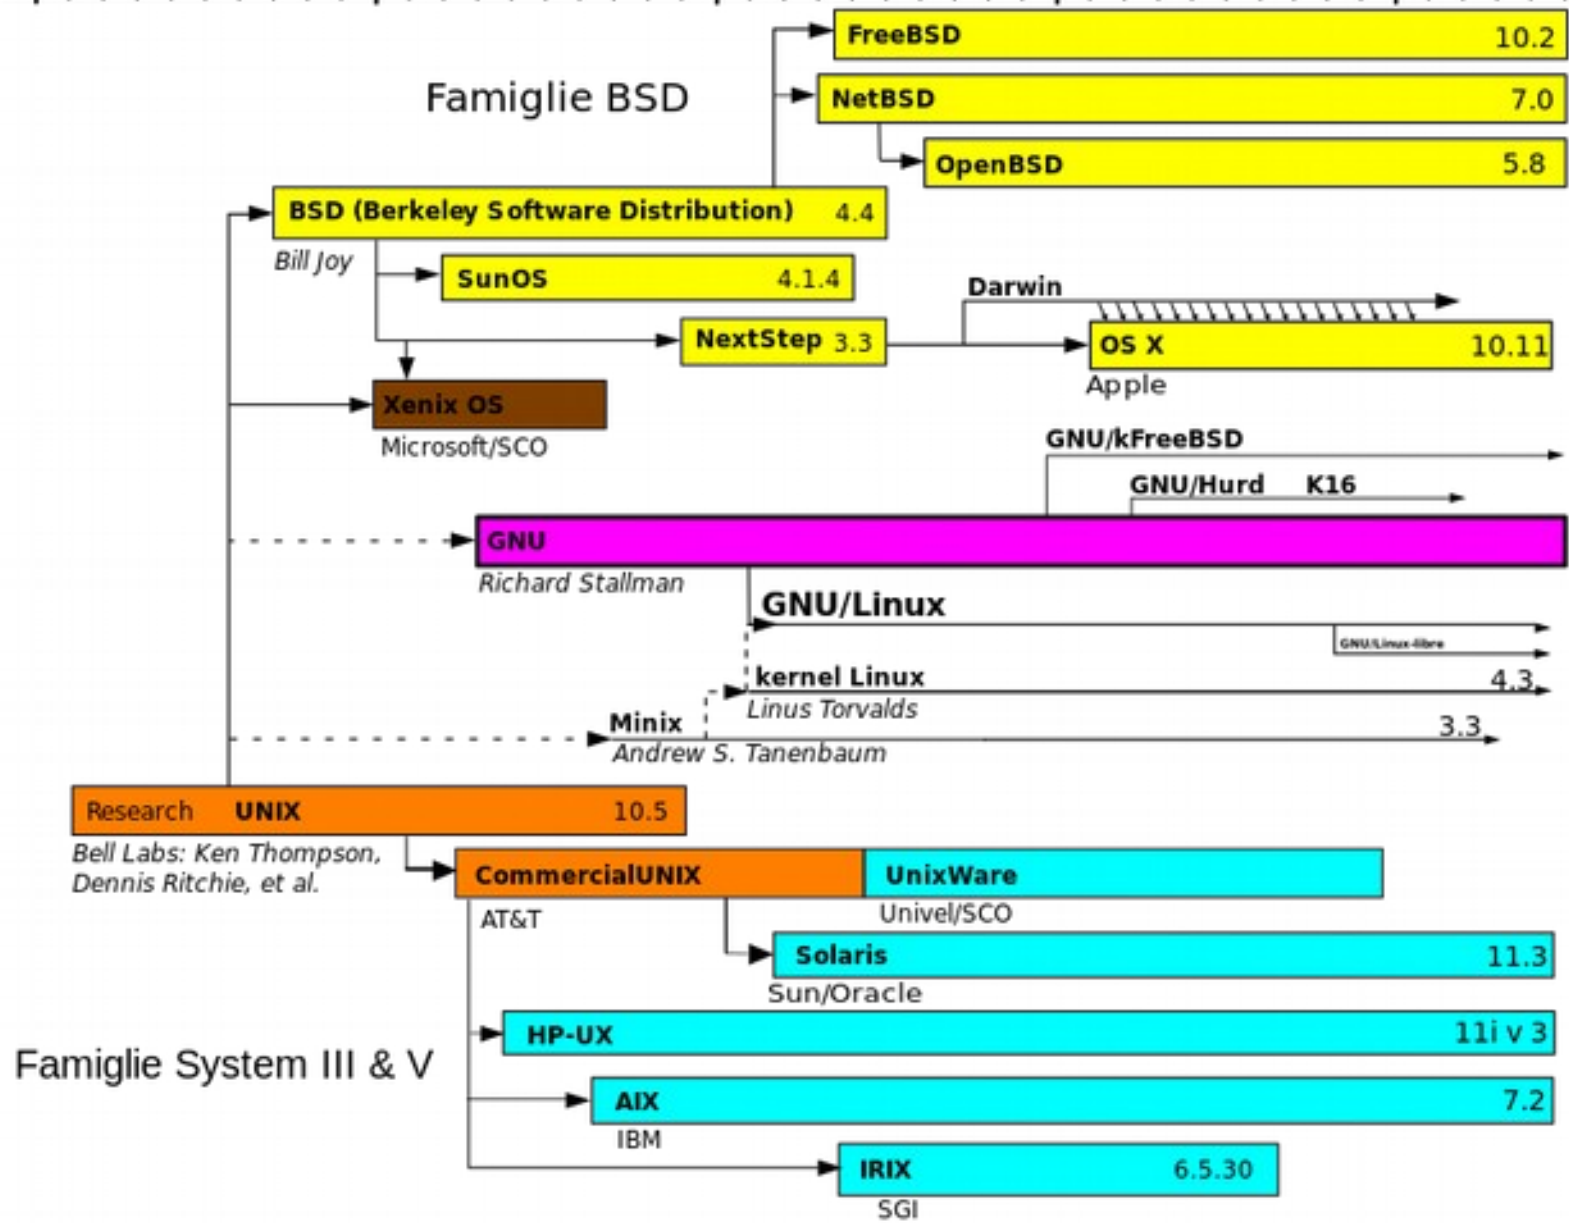 FreeBSD 10.2
Famiglie BSD
NetBSD 7.0
OpenBSD 5.8
BSD (Berkeley Software Distribution) 4.4
Bill Joy
SunOS 4.1.4
Darwin
NextStep 3.3
OS X 10.11
Apple
Xenix OS
Microsoft/SCO
GNU/kFreeBSD
GNU/Hurd K16
GNU
Richard Stallman
GNU/Linux
GNU/Linux-libre
kernel Linux 4.3
Linus Torvalds
Minix 3.3
Andrew S. Tanenbaum
Research UNIX 10.5
Bell Labs: Ken Thompson,
Dennis Ritchie, et al.
CommercialUNIX UnixWare
AT&T
Univel/SCO
Solaris 11.3
Sun/Oracle
HP-UX 11i v 3
Famiglie System III & V
AIX 7.2
IBM
IRIX 6.5.30
SGI